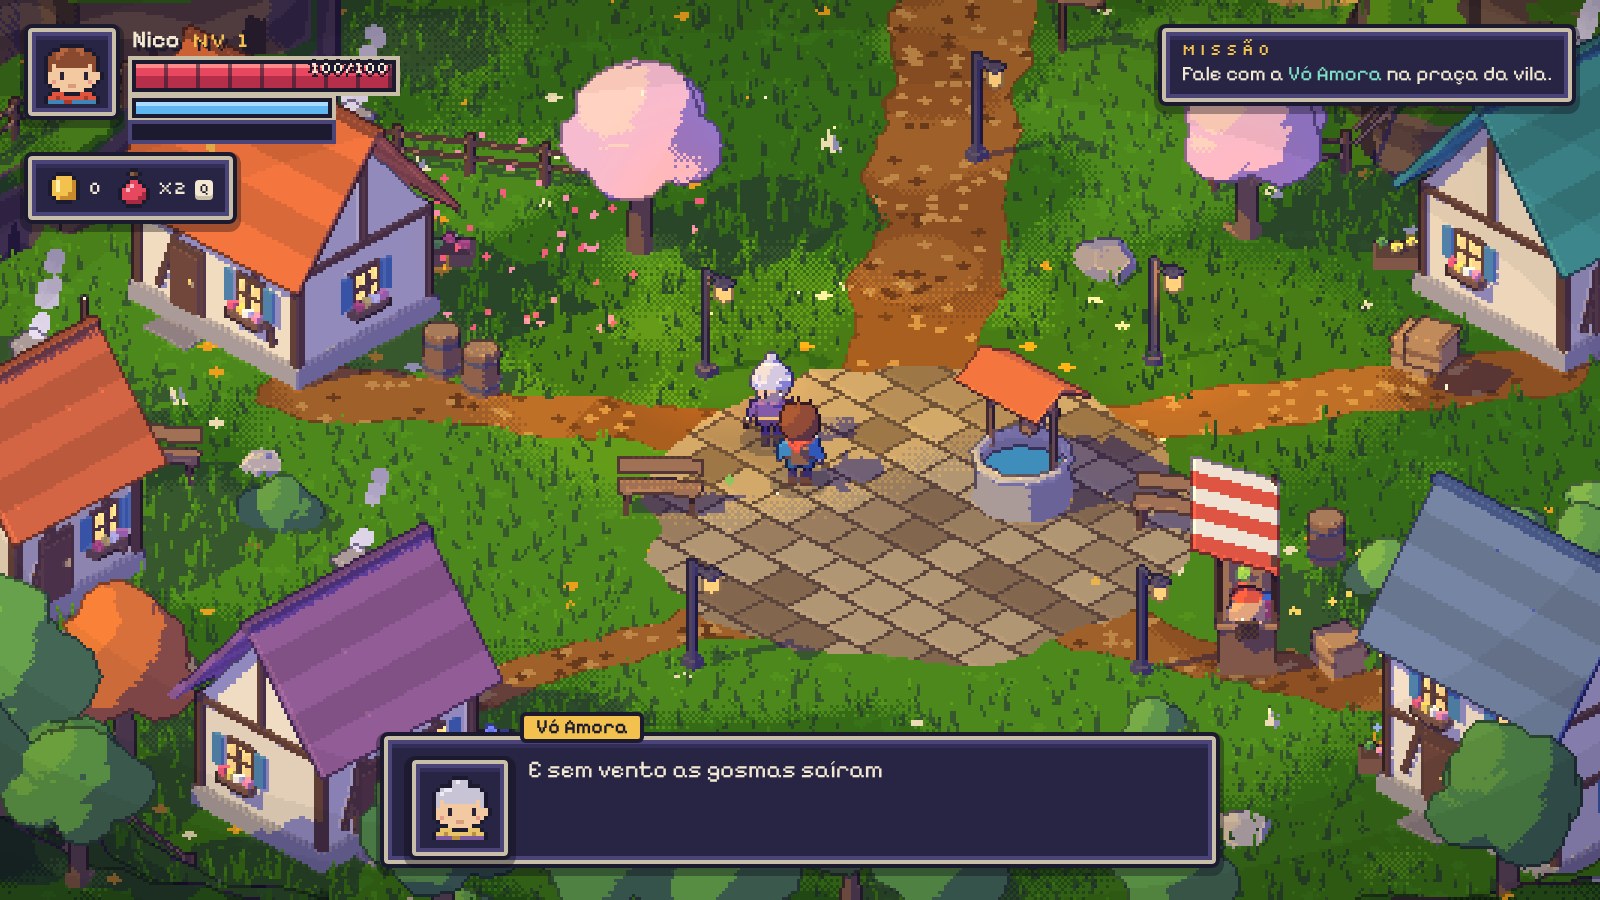 Nico NV 1
100/100
0 X2 Q
MISSÃO
Fale com a Vó Amora na praça da vila.
Vó Amora
E sem vento as gosmas saíram